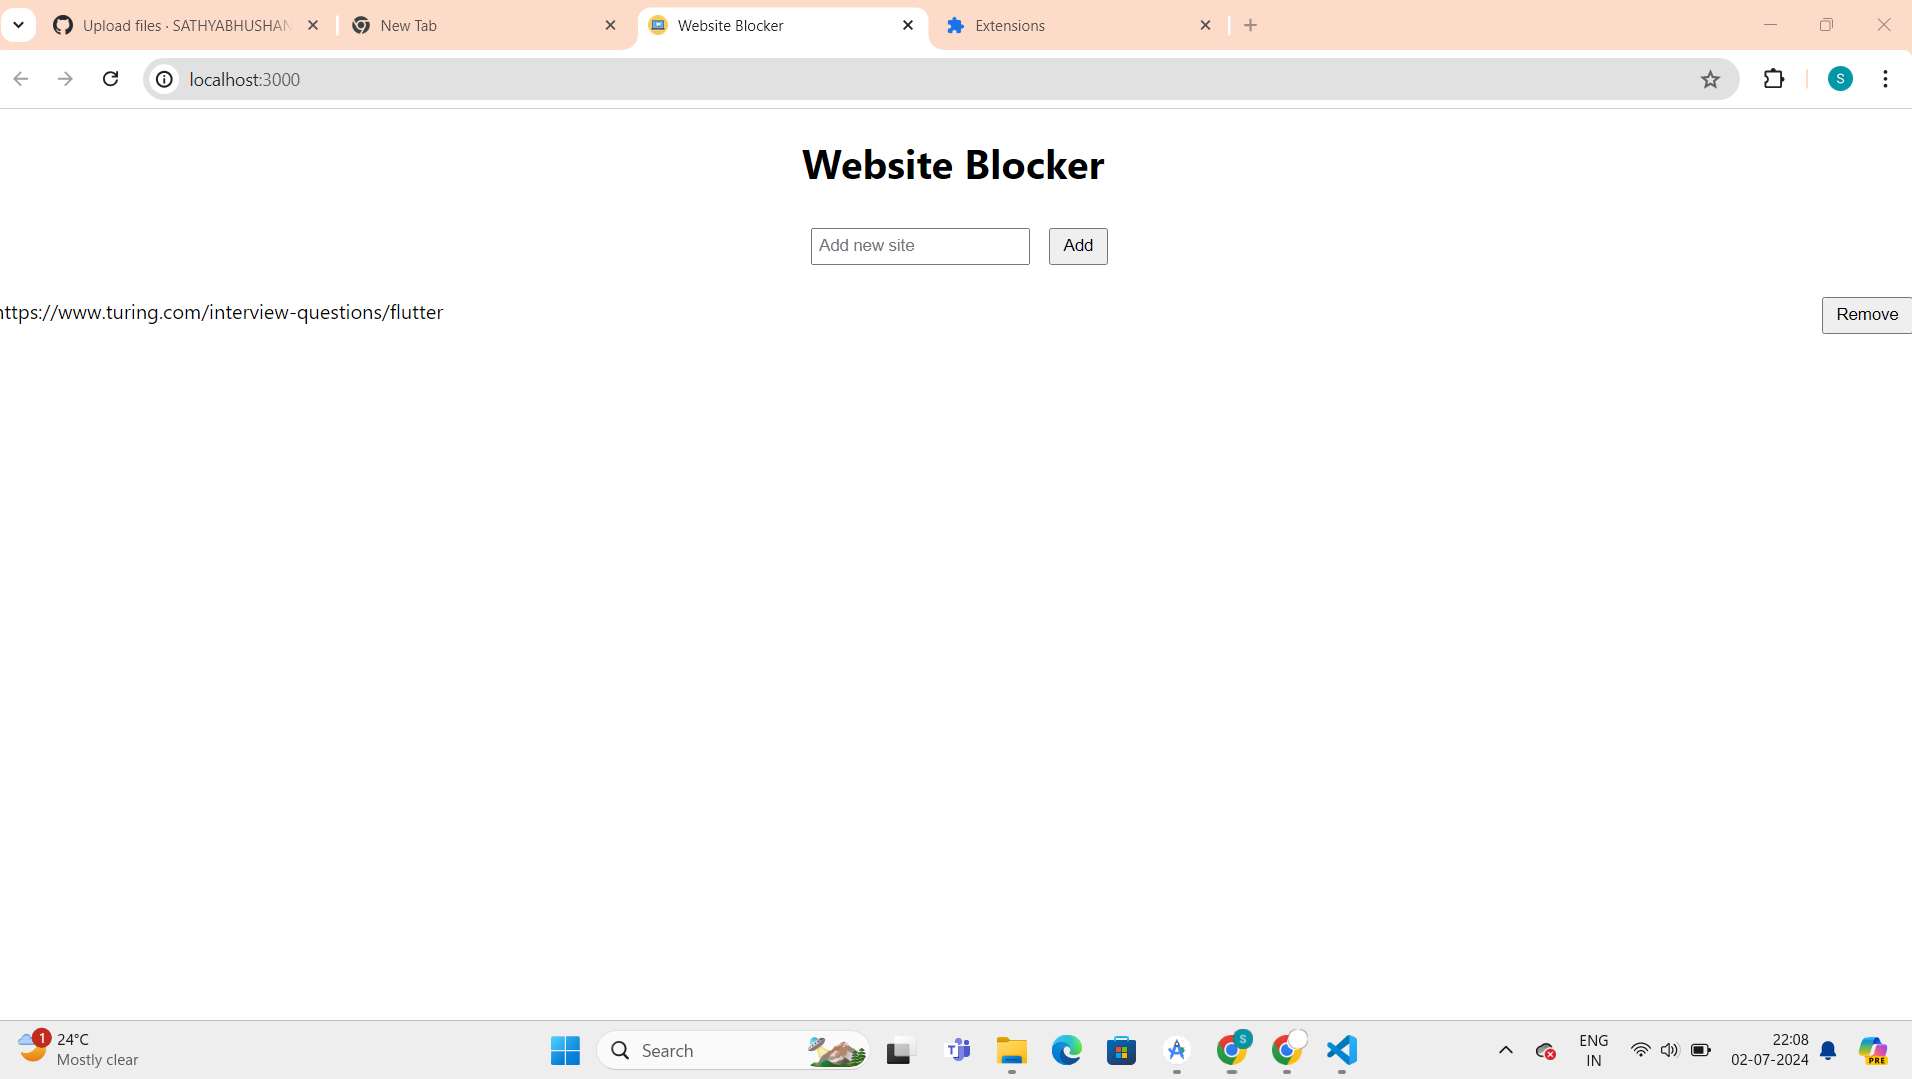 Upload files · SATHYABHUSHAN
New Tab
Website Blocker
Extensions
localhost:3000
S
Website Blocker
Add new site
Add
https://www.turing.com/interview-questions/flutter
Remove
1
24°C
Mostly clear
Search
S
ENG
IN
22:08
02-07-2024
PRE